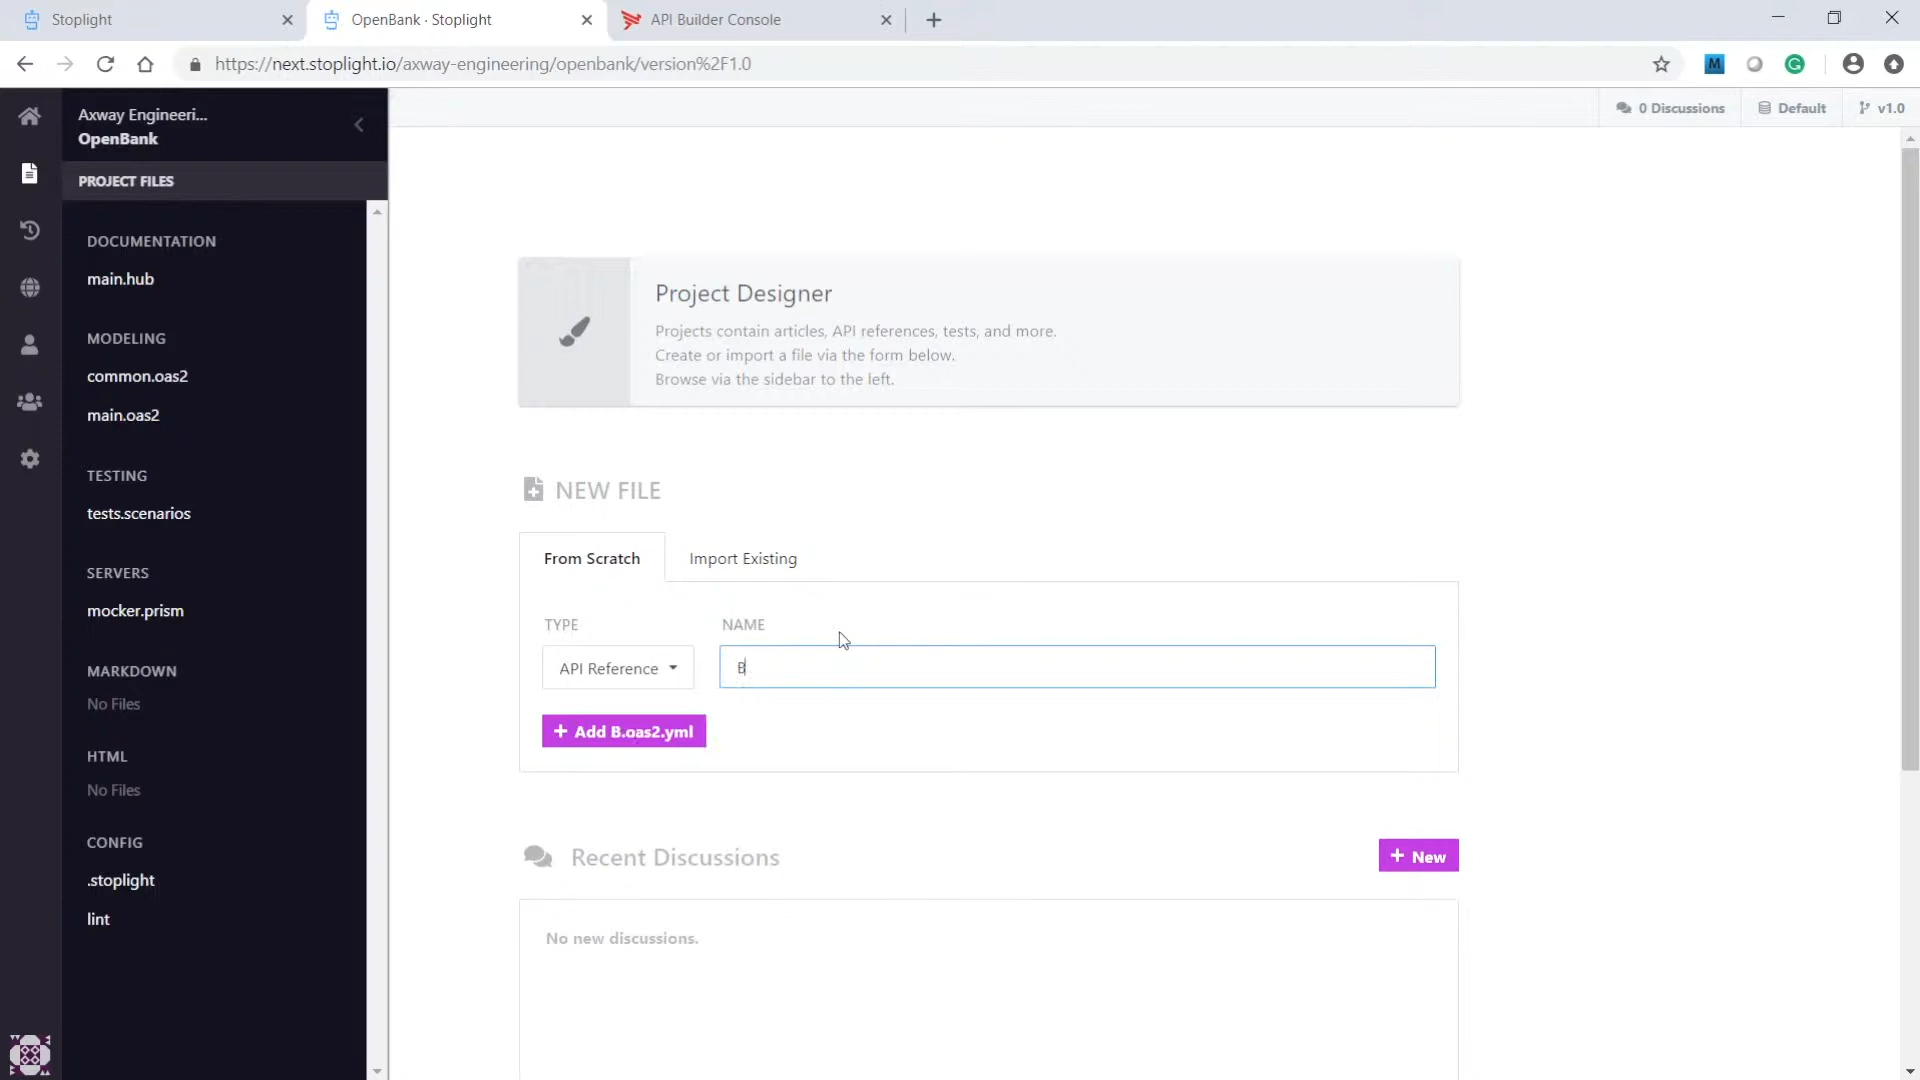 Stoplight
OpenBank · Stoplight
API Builder Console
https://next.stoplight.io/axway-engineering/openbank/version%2F1.0
M
G
Axway Engineeri...
OpenBank
0 Discussions
Default
v1.0
PROJECT FILES
DOCUMENTATION
main.hub
MODELING
common.oas2
main.oas2
TESTING
tests.scenarios
SERVERS
mocker.prism
MARKDOWN
No Files
HTML
No Files
CONFIG
.stoplight
lint
Project Designer
Projects contain articles, API references, tests, and more.
Create or import a file via the form below.
Browse via the sidebar to the left.
NEW FILE
From Scratch
Import Existing
TYPE
NAME
API Reference
B
+ Add B.oas2.yml
Recent Discussions
+ New
No new discussions.